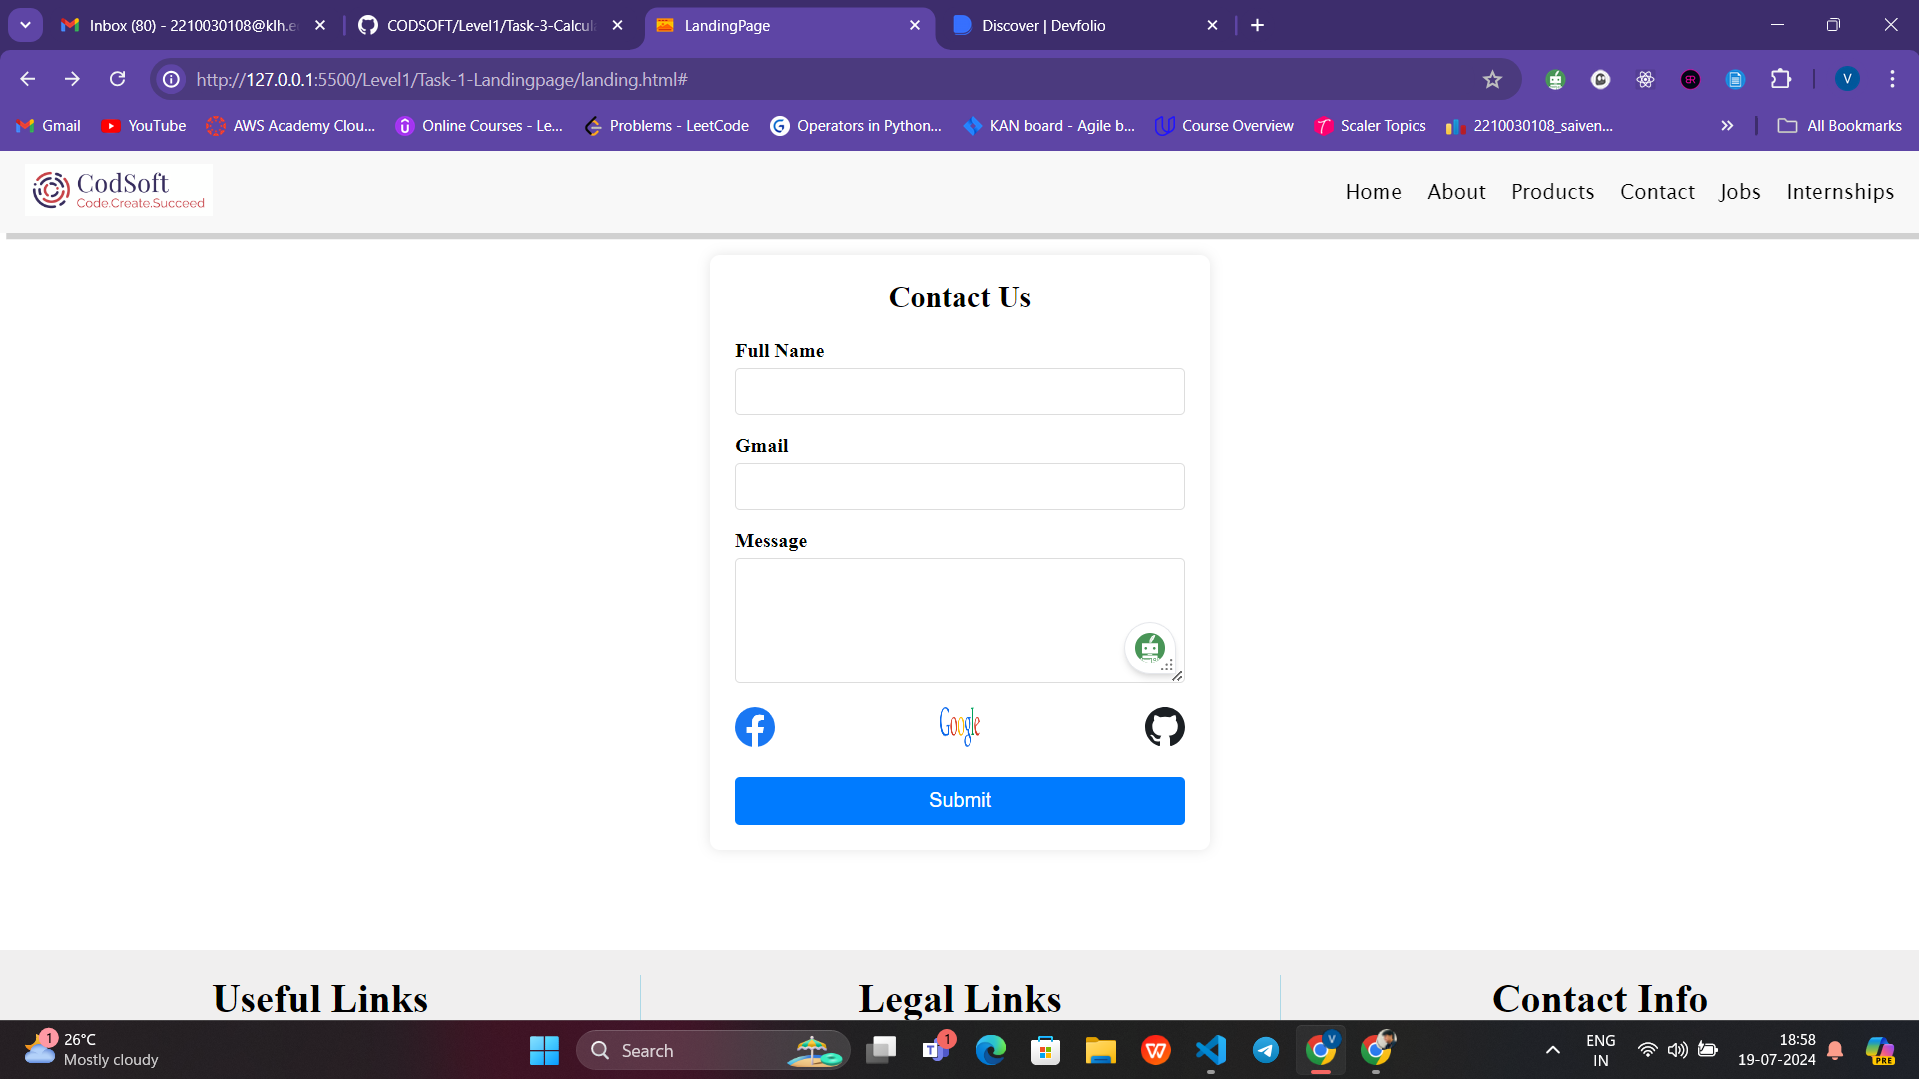 Inbox (80) - 2210030108@klh.e
CODSOFT/Level1/Task-3-Calcul
LandingPage
Discover | Devfolio
http://127.0.0.1:5500/Level1/Task-1-Landingpage/landing.html#
V
Gmail
YouTube
AWS Academy Clou...
Online Courses - Le...
Problems - LeetCode
Operators in Python...
KAN board - Agile b...
Course Overview
Scaler Topics
2210030108_saiven...
All Bookmarks
CodSoft
Code.Create.Succeed
Home About Products Contact Jobs Internships
Contact Us
Full Name
Gmail
Message
Google
Submit
Useful Links
Legal Links
Contact Info
1
26°C
Mostly cloudy
Search
1
V
ENG
IN
18:58
19-07-2024
PRE